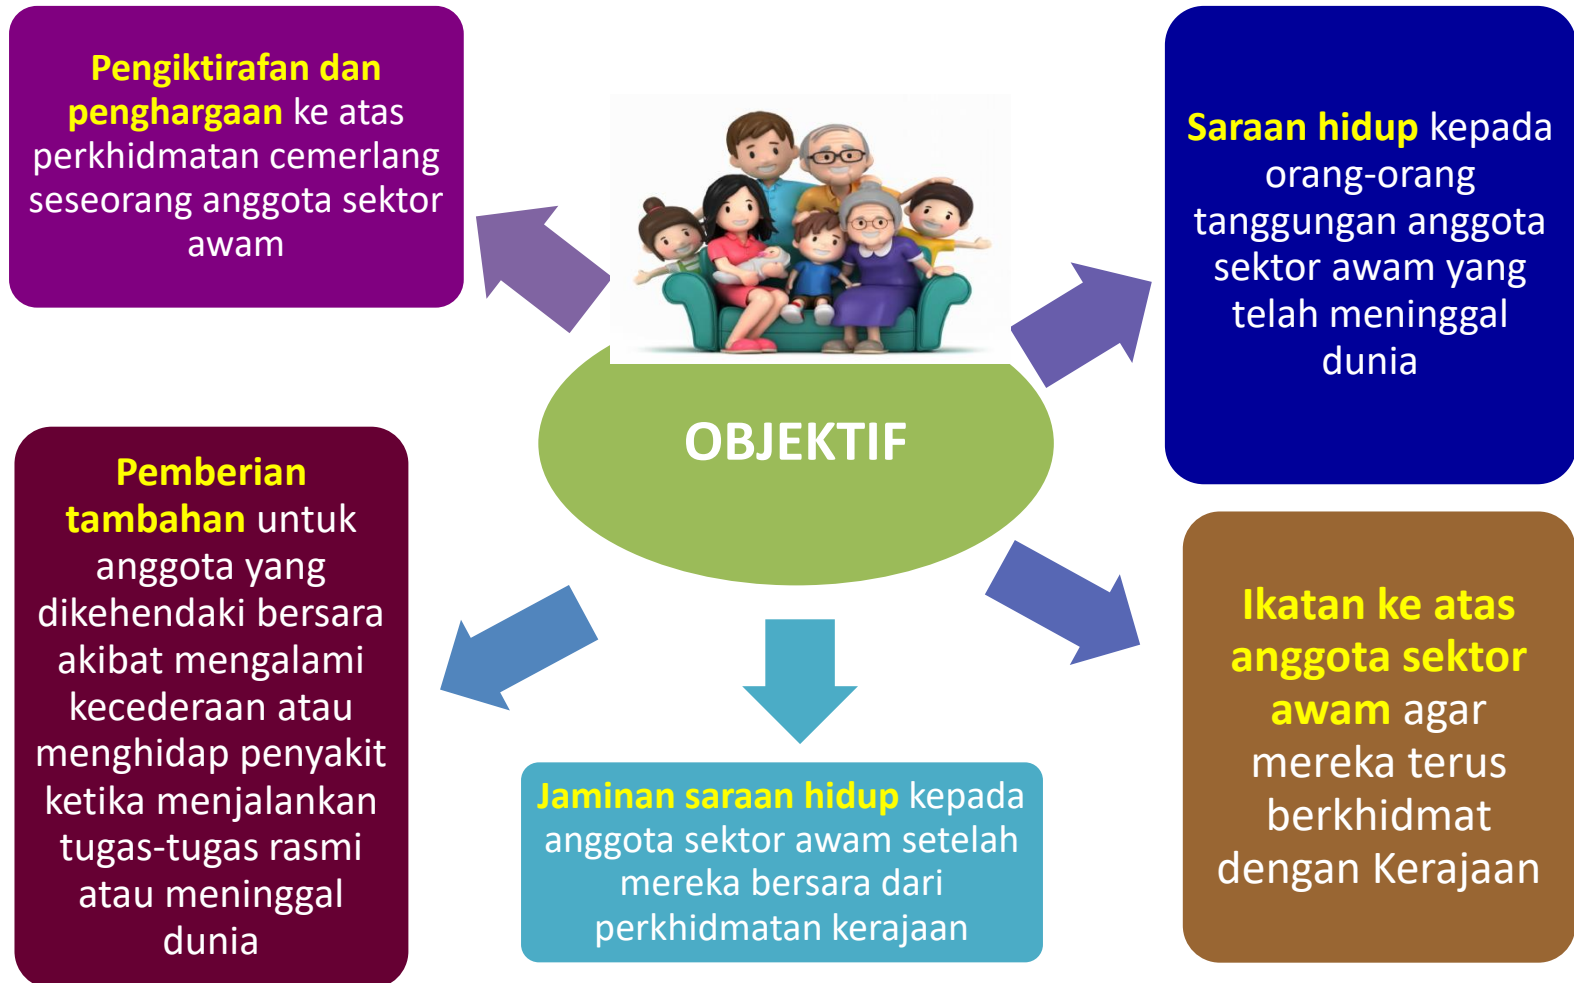 Pengiktirafan dan
penghargaan ke atas
perkhidmatan cemerlang
seseorang anggota sektor
awam
Saraan hidup kepada
orang-orang
tanggungan anggota
sektor awam yang
telah meninggal
dunia
OBJEKTIF
Pemberian
tambahan untuk
anggota yang
dikehendaki bersara
akibat mengalami
kecederaan atau
menghidap penyakit
ketika menjalankan
tugas-tugas rasmi
atau meninggal
dunia
Jaminan saraan hidup kepada
anggota sektor awam setelah
mereka bersara dari
perkhidmatan kerajaan
Ikatan ke atas
anggota sektor
awam agar
mereka terus
berkhidmat
dengan Kerajaan